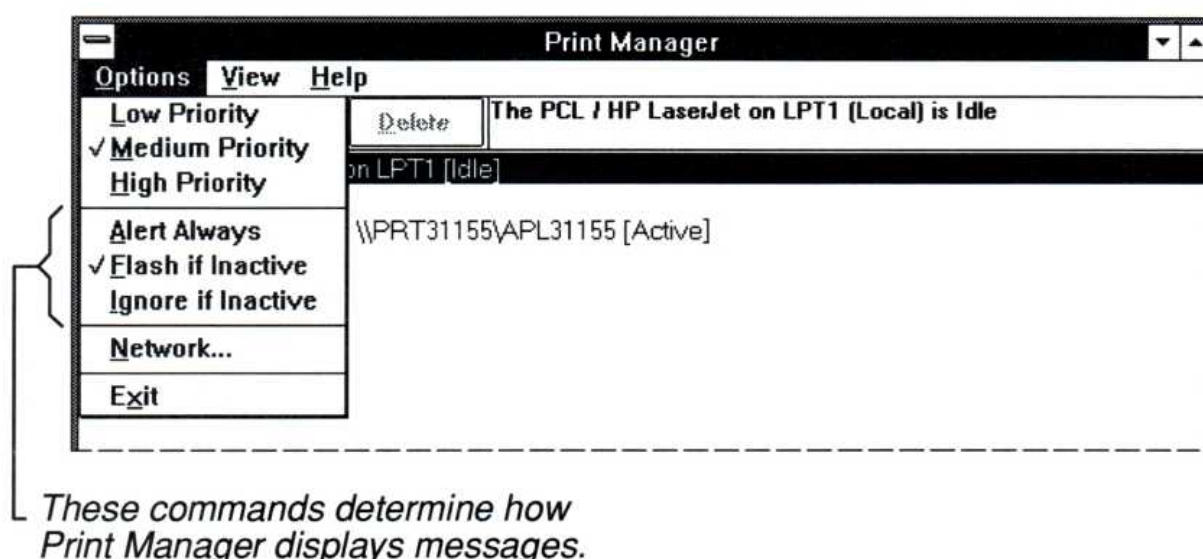 Print Manager
Options View Help
Low Priority
√ Medium Priority
High Priority
Alert Always
√ Flash if Inactive
Ignore if Inactive
Network...
Exit
Delete
The PCL / HP LaserJet on LPT1 (Local) is Idle
on LPT1 [Idle]
\\PRT31155\APL31155 [Active]
These commands determine how
Print Manager displays messages.